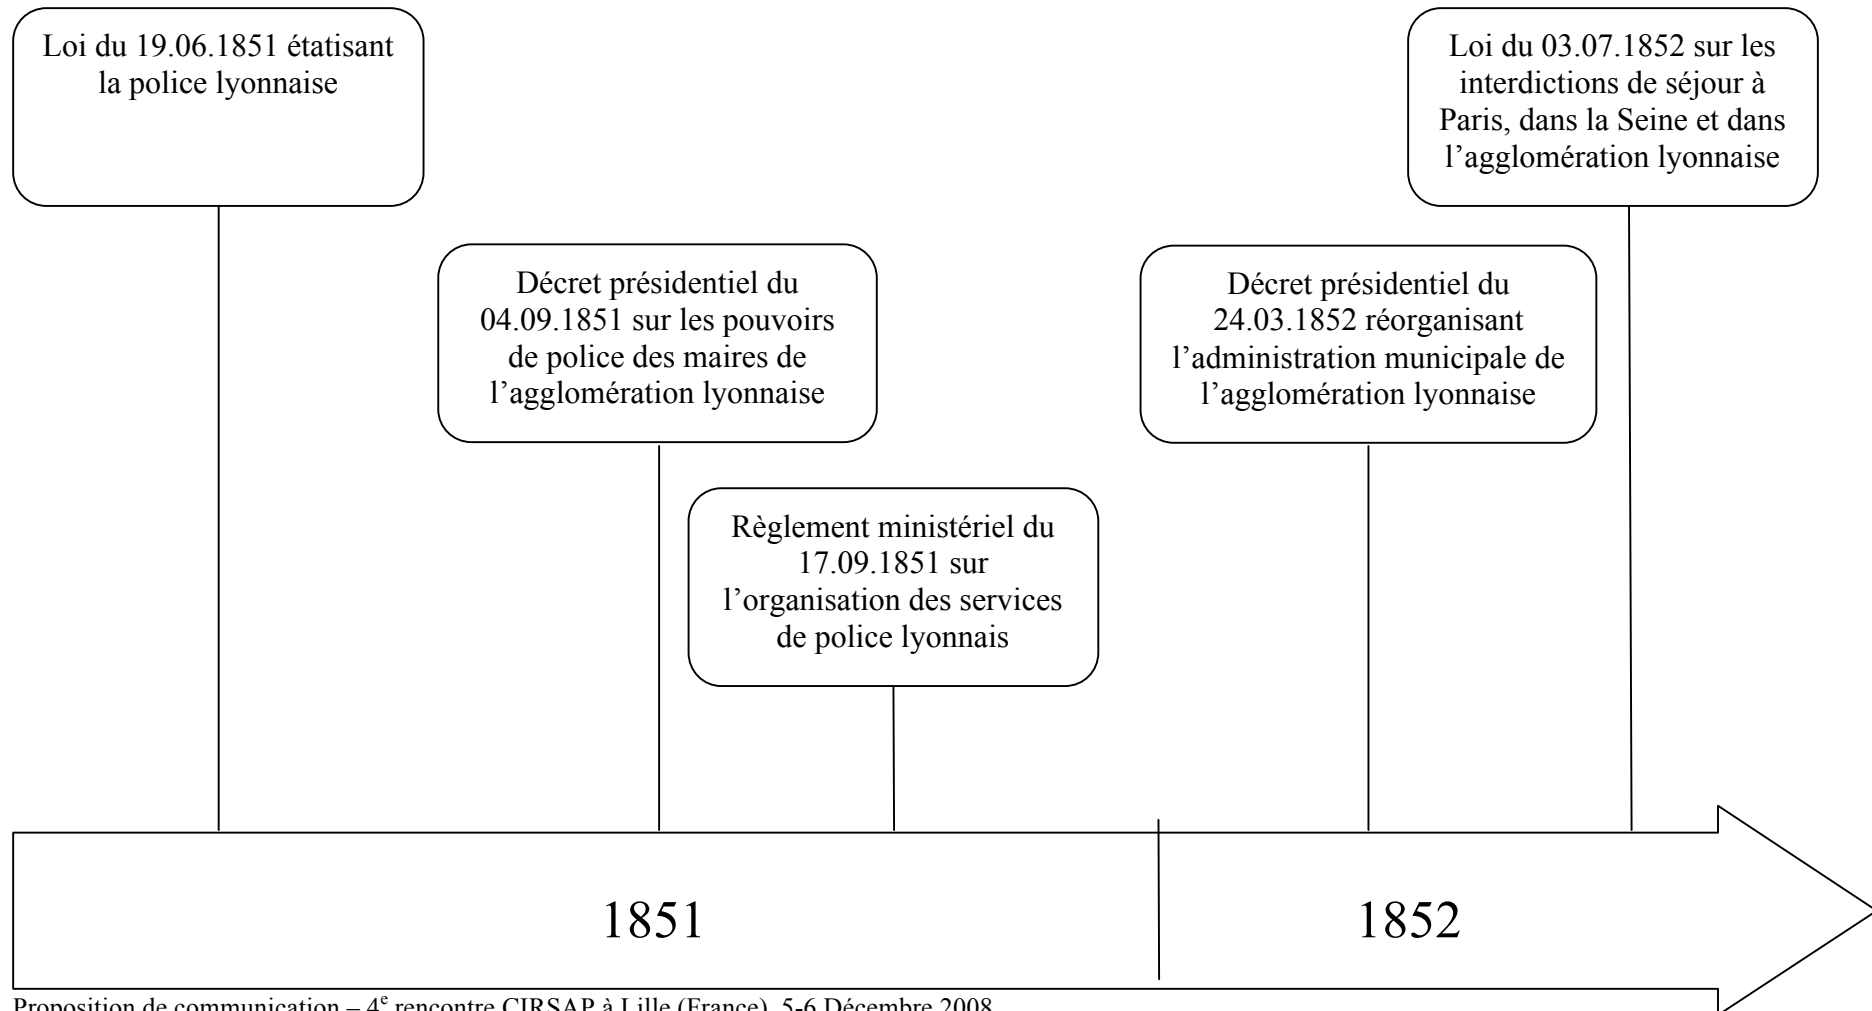 Loi du 19.06.1851 étatisant
la police lyonnaise
Décret présidentiel du
04.09.1851 sur les pouvoirs
de police des maires de
l’agglomération lyonnaise
Règlement ministériel du
17.09.1851 sur
l’organisation des services
de police lyonnais
Décret présidentiel du
24.03.1852 réorganisant
l’administration municipale de
l’agglomération lyonnaise
Loi du 03.07.1852 sur les
interdictions de séjour à
Paris, dans la Seine et dans
l’agglomération lyonnaise
1851
1852
Proposition de communication – 4e rencontre CIRSAP à Lille (France), 5-6 Décembre 2008